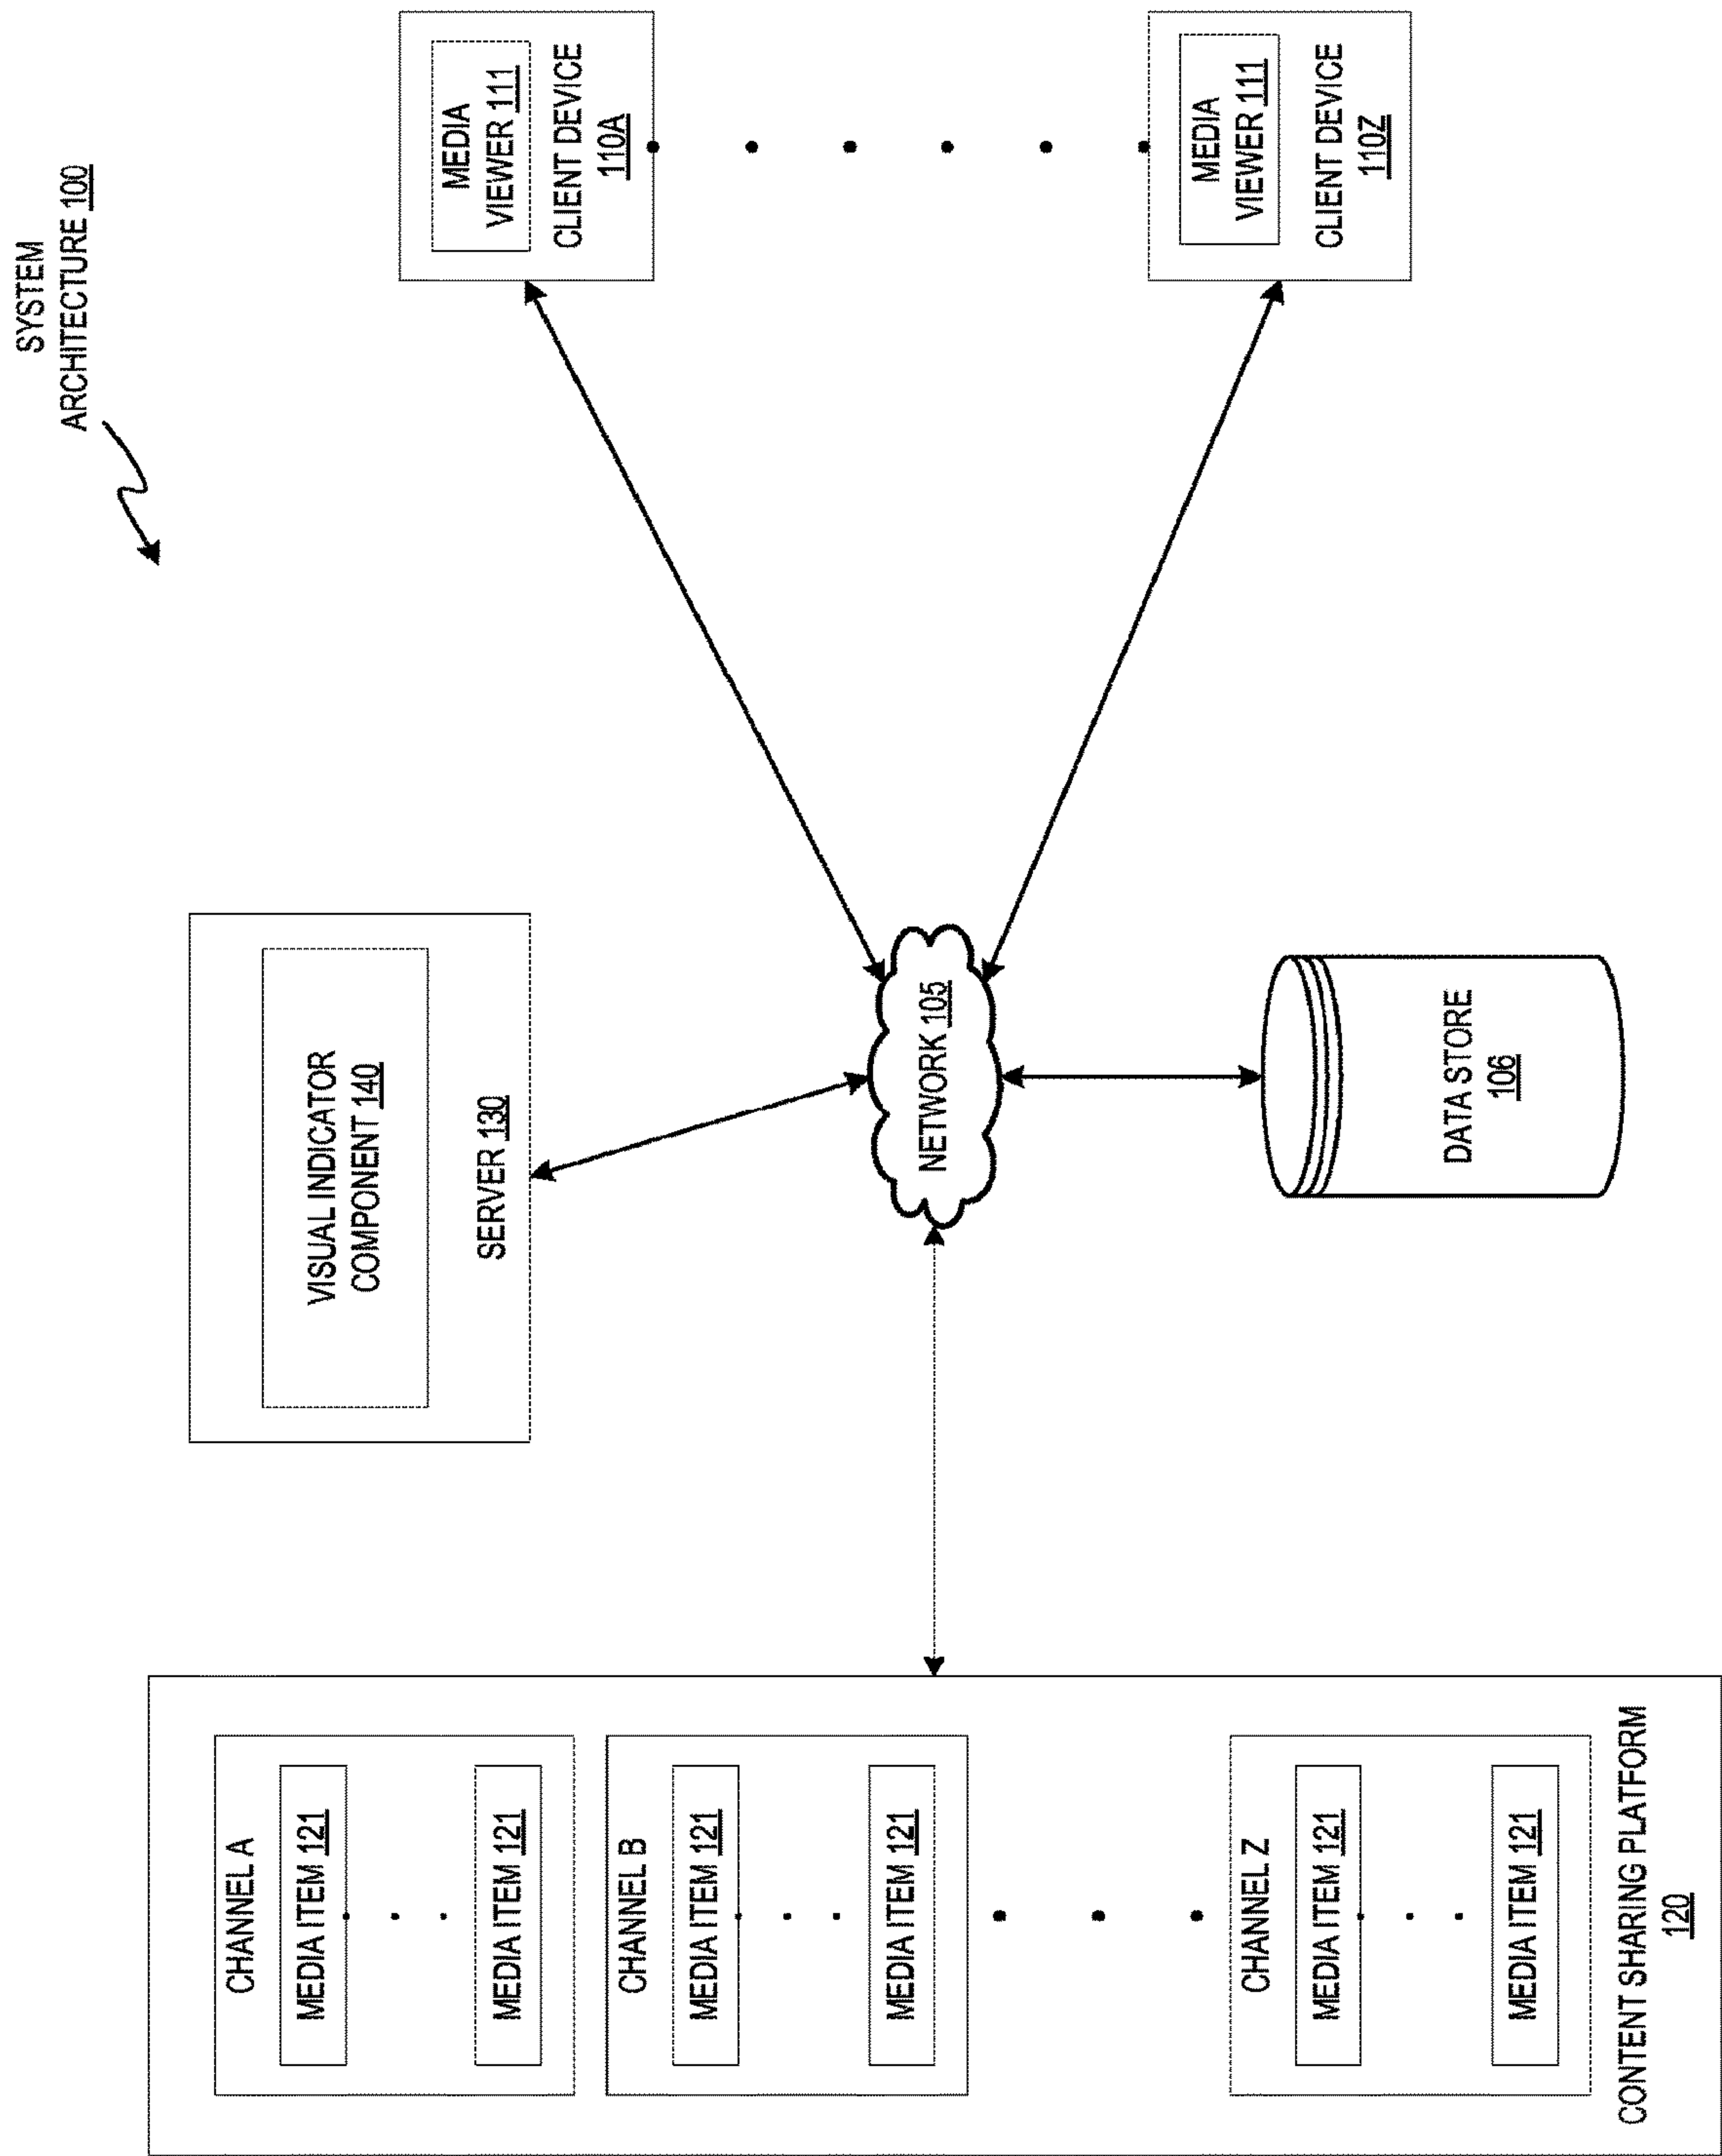 SYSTEM
ARCHITECTURE 100
CHANNEL A
MEDIA ITEM 121
MEDIA ITEM 121
CHANNEL B
MEDIA ITEM 121
MEDIA ITEM 121
CHANNEL Z
MEDIA ITEM 121
MEDIA ITEM 121
CONTENT SHARING PLATFORM
120
VISUAL INDICATOR
COMPONENT 140
SERVER 130
NETWORK 105
DATA STORE
106
MEDIA
VIEWER 111
CLIENT DEVICE
110A
MEDIA
VIEWER 111
CLIENT DEVICE
110Z